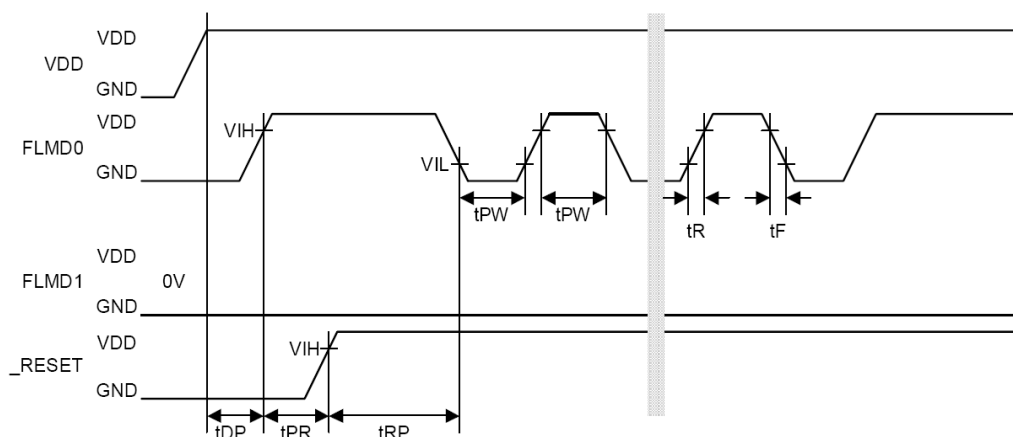 VDD
VDD
GND
VDD
FLMD0
VIH
GND
VIL
tPW
tPW
tR
tF
VDD
FLMD1
0V
GND
VDD
VIH
_RESET
GND
tDP
tPR
tRP